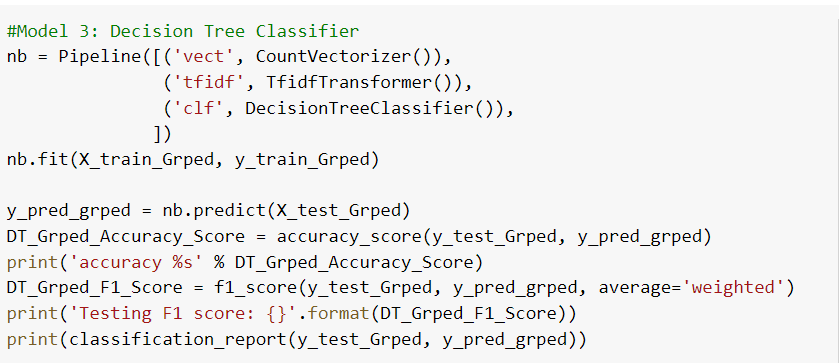 #Model 3: Decision Tree Classifier
nb = Pipeline([('vect', CountVectorizer()),
               ('tfidf', TfidfTransformer()),
               ('clf', DecisionTreeClassifier()),
              ])
nb.fit(X_train_Grped, y_train_Grped)

y_pred_grped = nb.predict(X_test_Grped)
DT_Grped_Accuracy_Score = accuracy_score(y_test_Grped, y_pred_grped)
print('accuracy %s' % DT_Grped_Accuracy_Score)
DT_Grped_F1_Score = f1_score(y_test_Grped, y_pred_grped, average='weighted')
print('Testing F1 score: {}'.format(DT_Grped_F1_Score))
print(classification_report(y_test_Grped, y_pred_grped))